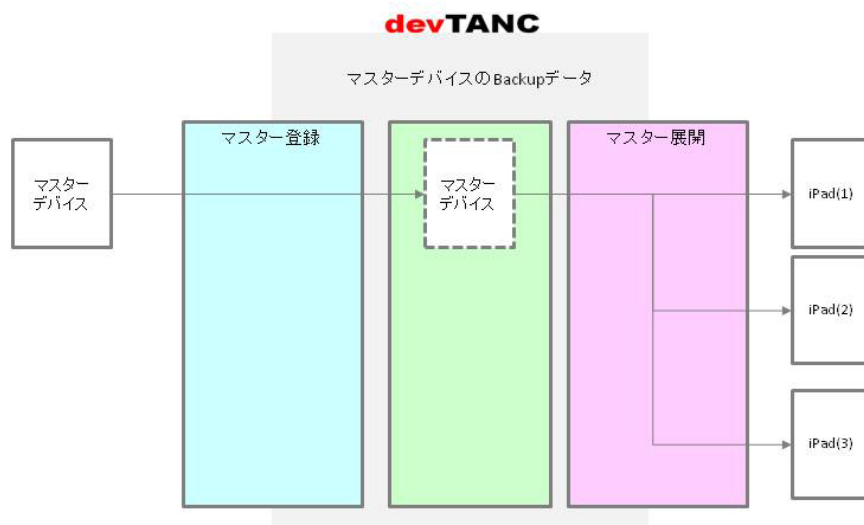 devTANC
マスターデバイスのBackupデータ
マスター登録
マスター展開
マスター
デバイス
マスター
デバイス
iPad(1)
iPad(2)
iPad(3)